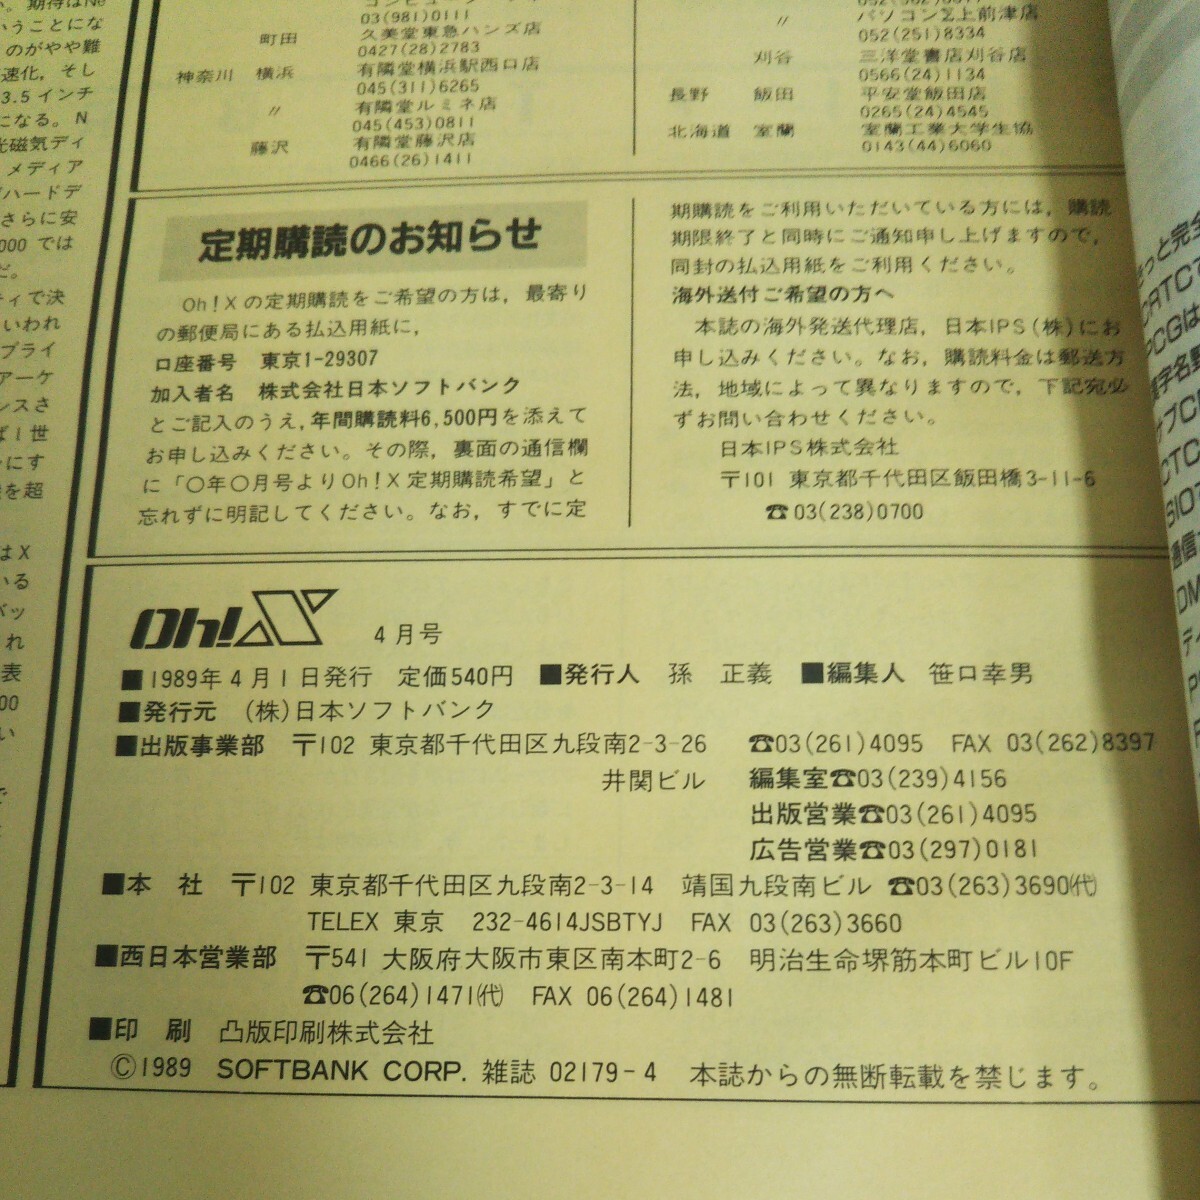 03(981)0111
町田 久美堂東急ハンズ店
0427(28)2783
神奈川 横浜 有隣堂横浜駅西口店
045(311)6265
〃 有隣堂ルミネ店
045(453)0811
藤沢 有隣堂藤沢店
0466(26)1411
〃 パソコンΣ上前津店
052(251)8334
刈谷 三洋堂書店刈谷店
0566(24)1134
長野 飯田 平安堂飯田店
0265(24)4545
北海道 室蘭 室蘭工業大学生協
0143(44)6060
定期購読のお知らせ
Oh!Xの定期購読をご希望の方は，最寄り
の郵便局にある払込用紙に，
口座番号 東京1-29307
加入者名 株式会社日本ソフトバンク
とご記入のうえ，年間購読料6,500円を添えて
お申し込みください。その際，裏面の通信欄
に「○年○月号よりOh!X定期購読希望」と
忘れずに明記してください。なお，すでに定
期購読をご利用いただいている方には，購読
期限終了と同時にご通知申し上げますので，
同封の払込用紙をご利用ください。
海外送付ご希望の方へ
本誌の海外発送代理店，日本IPS(株)にお
申し込みください。なお，購読料金は郵送方
法，地域によって異なりますので，下記宛必
ずお問い合わせください。
日本IPS株式会社
〒101 東京都千代田区飯田橋3-11-6
☎03(238)0700
Oh!X 4月号
■1989年4月1日発行 定価540円 ■発行人 孫 正義 ■編集人 笹口幸男
■発行元 (株)日本ソフトバンク
■出版事業部 〒102 東京都千代田区九段南2-3-26 ☎03(261)4095 FAX 03(262)8397
井関ビル 編集室☎03(239)4156
出版営業☎03(261)4095
広告営業☎03(297)0181
■本 社 〒102 東京都千代田区九段南2-3-14 靖国九段南ビル ☎03(263)3690㈹
TELEX 東京 232-4614JSBTYJ FAX 03(263)3660
■西日本営業部 〒541 大阪府大阪市東区南本町2-6 明治生命堺筋本町ビル10F
☎06(264)1471㈹ FAX 06(264)1481
■印 刷 凸版印刷株式会社
©1989 SOFTBANK CORP. 雑誌 02179-4 本誌からの無断転載を禁じます。